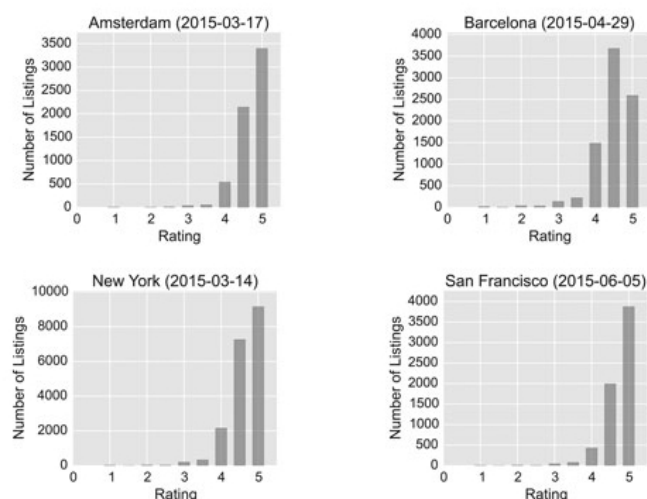 Amsterdam (2015-03-17)
Number of Listings
3500
3000
2500
2000
1500
1000
500
0
0 1 2 3 4 5
Rating
Barcelona (2015-04-29)
Number of Listings
4000
3500
3000
2500
2000
1500
1000
500
0
0 1 2 3 4 5
Rating
New York (2015-03-14)
Number of Listings
10000
8000
6000
4000
2000
0
0 1 2 3 4 5
Rating
San Francisco (2015-06-05)
Number of Listings
4000
3500
3000
2500
2000
1500
1000
500
0
0 1 2 3 4 5
Rating